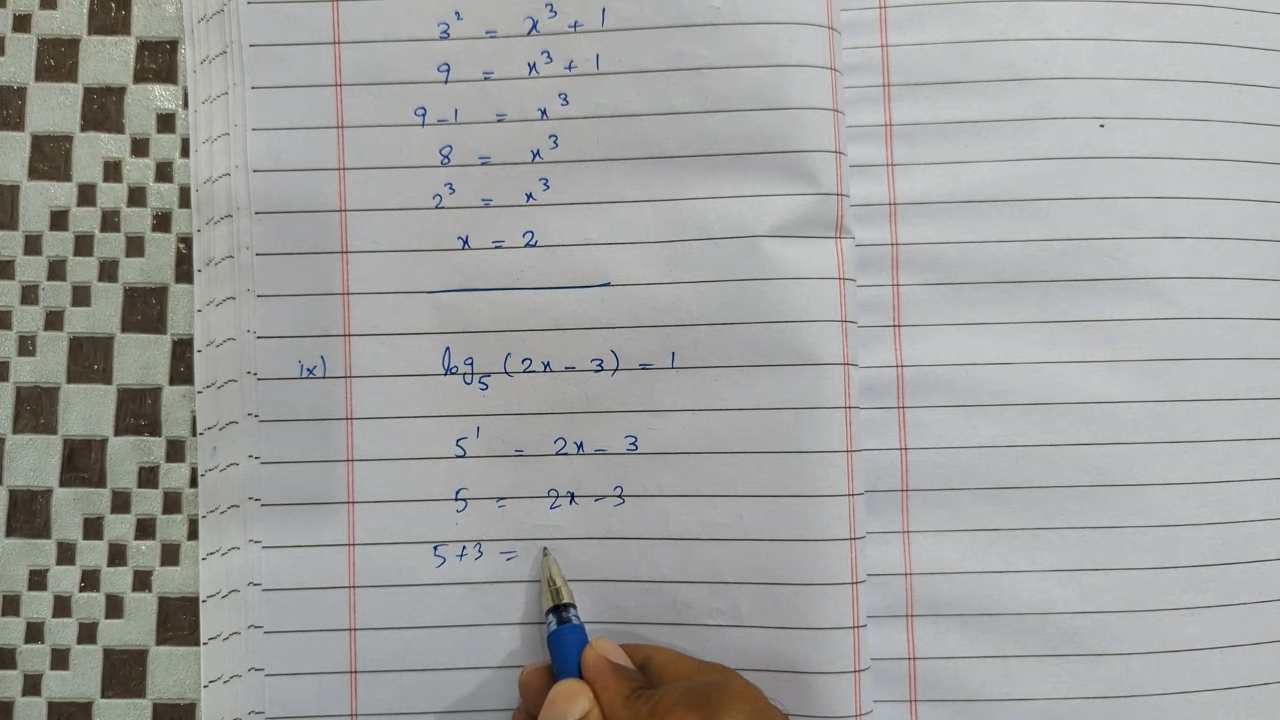 3² = x³ + 1
9 = x³ + 1
9 - 1 = x³
8 = x³
2³ = x³
x = 2
ix) log₅ (2x - 3) = 1
5¹ = 2x - 3
5 = 2x - 3
5 + 3 =